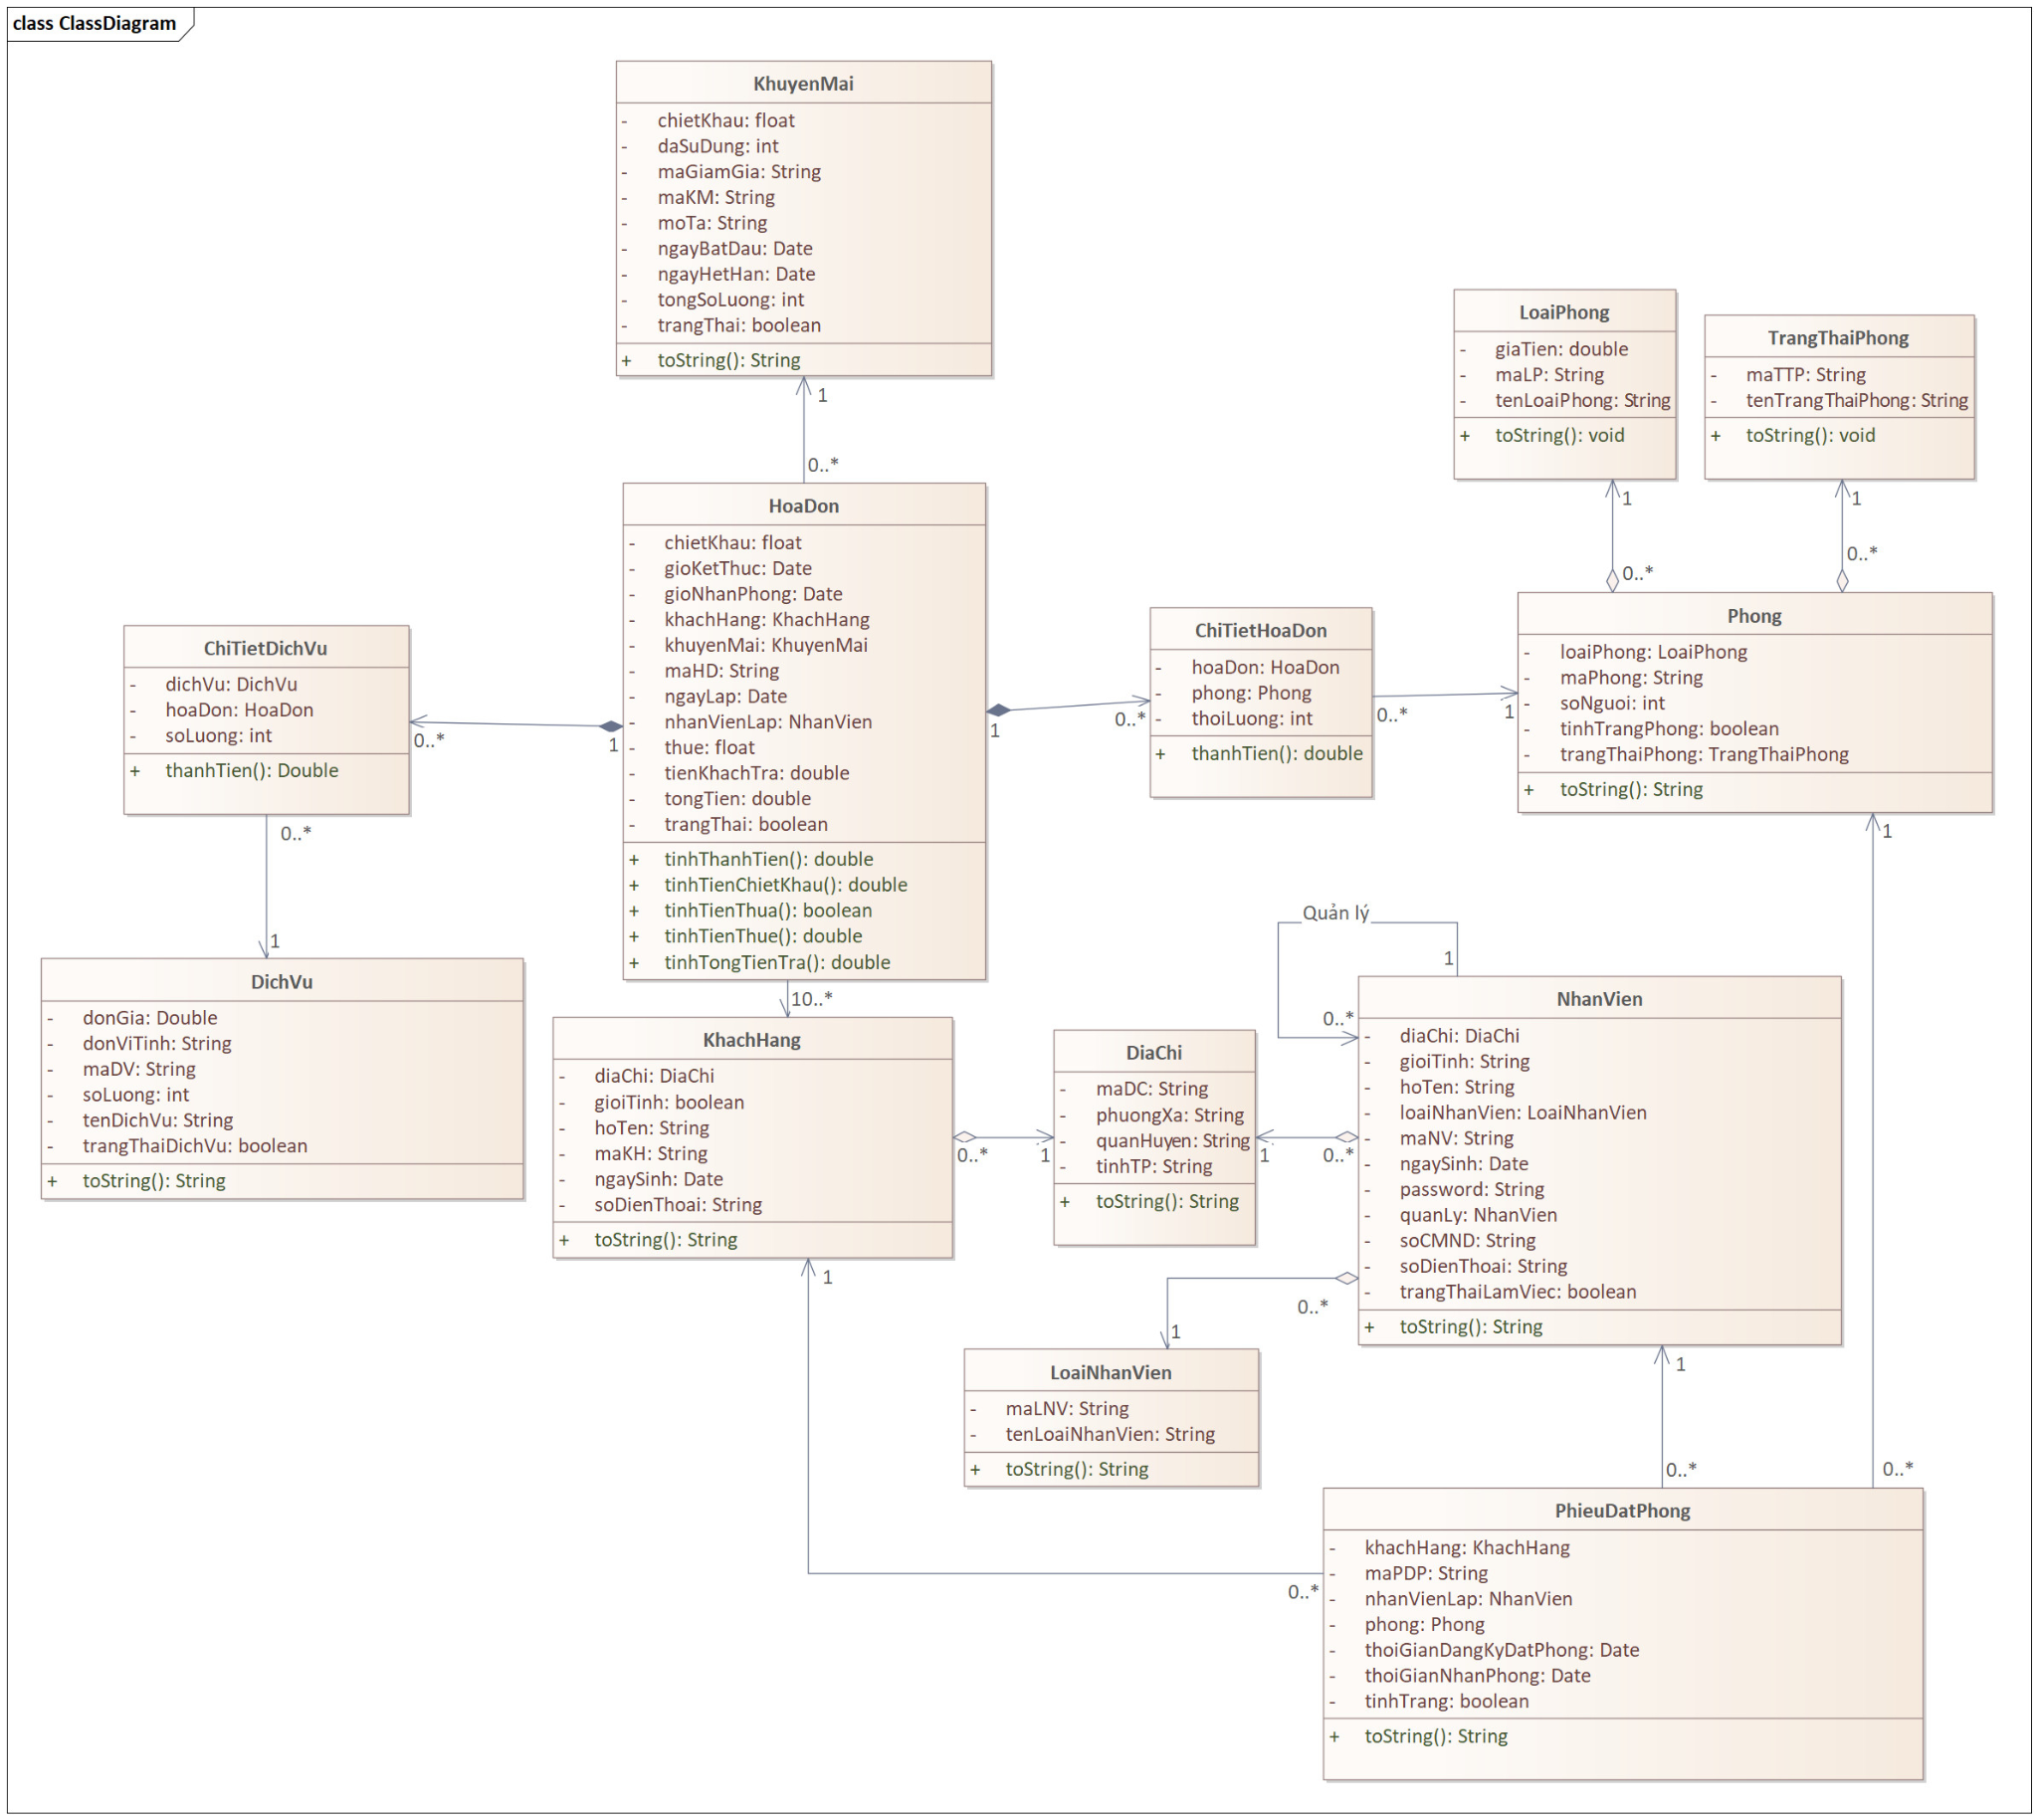 class ClassDiagram
KhuyenMai
- chietKhau: float
- daSuDung: int
- maGiamGia: String
- maKM: String
- moTa: String
- ngayBatDau: Date
- ngayHetHan: Date
- tongSoLuong: int
- trangThai: boolean
+ toString(): String
1
0..*
LoaiPhong
- giaTien: double
- maLP: String
- tenLoaiPhong: String
+ toString(): void
1
0..*
TrangThaiPhong
- maTTP: String
- tenTrangThaiPhong: String
+ toString(): void
1
0..*
HoaDon
- chietKhau: float
- gioKetThuc: Date
- gioNhanPhong: Date
- khachHang: KhachHang
- khuyenMai: KhuyenMai
- maHD: String
- ngayLap: Date
- nhanVienLap: NhanVien
- thue: float
- tienKhachTra: double
- tongTien: double
- trangThai: boolean
+ tinhThanhTien(): double
+ tinhTienChietKhau(): double
+ tinhTienThua(): boolean
+ tinhTienThue(): double
+ tinhTongTienTra(): double
ChiTietDichVu
- dichVu: DichVu
- hoaDon: HoaDon
- soLuong: int
+ thanhTien(): Double
0..*
1
0..*
1
ChiTietHoaDon
- hoaDon: HoaDon
- phong: Phong
- thoiLuong: int
+ thanhTien(): double
1
0..*
0..*
1
Phong
- loaiPhong: LoaiPhong
- maPhong: String
- soNguoi: int
- tinhTrangPhong: boolean
- trangThaiPhong: TrangThaiPhong
+ toString(): String
1
DichVu
- donGia: Double
- donViTinh: String
- maDV: String
- soLuong: int
- tenDichVu: String
- trangThaiDichVu: boolean
+ toString(): String
10..*
KhachHang
- diaChi: DiaChi
- gioiTinh: boolean
- hoTen: String
- maKH: String
- ngaySinh: Date
- soDienThoai: String
+ toString(): String
0..*
1
1
DiaChi
- maDC: String
- phuongXa: String
- quanHuyen: String
- tinhTP: String
+ toString(): String
1
0..*
Quản lý
1
0..*
NhanVien
- diaChi: DiaChi
- gioiTinh: String
- hoTen: String
- loaiNhanVien: LoaiNhanVien
- maNV: String
- ngaySinh: Date
- password: String
- quanLy: NhanVien
- soCMND: String
- soDienThoai: String
- trangThaiLamViec: boolean
+ toString(): String
0..*
1
1
LoaiNhanVien
- maLNV: String
- tenLoaiNhanVien: String
+ toString(): String
0..*
0..*
0..*
PhieuDatPhong
- khachHang: KhachHang
- maPDP: String
- nhanVienLap: NhanVien
- phong: Phong
- thoiGianDangKyDatPhong: Date
- thoiGianNhanPhong: Date
- tinhTrang: boolean
+ toString(): String